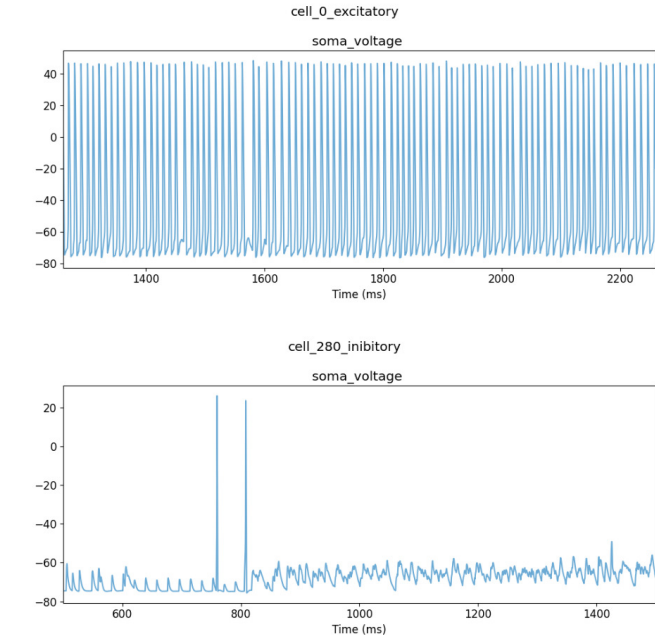 cell_0_excitatory
soma_voltage
40
20
0
−20
−40
−60
−80
1400 1600 1800 2000 2200
Time (ms)
cell_280_inibitory
soma_voltage
20
0
−20
−40
−60
−80
600 800 1000 1200 1400
Time (ms)